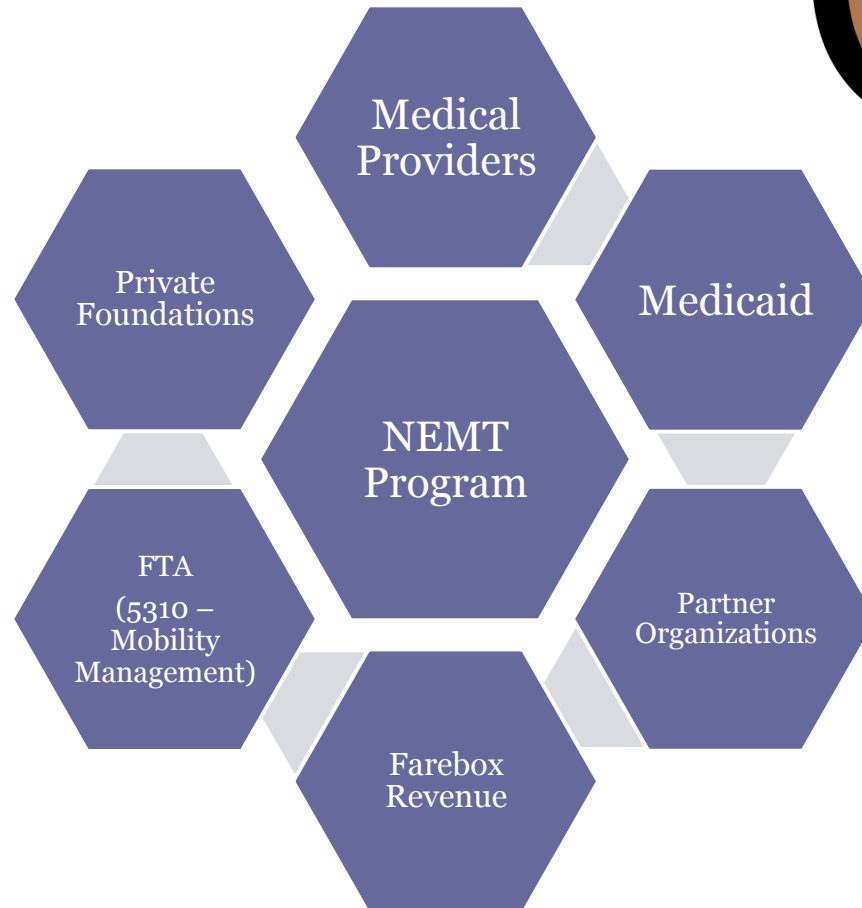 Medical
Providers
Private
Foundations
Medicaid
NEMT
Program
FTA
(5310 –
Mobility
Management)
Partner
Organizations
Farebox
Revenue